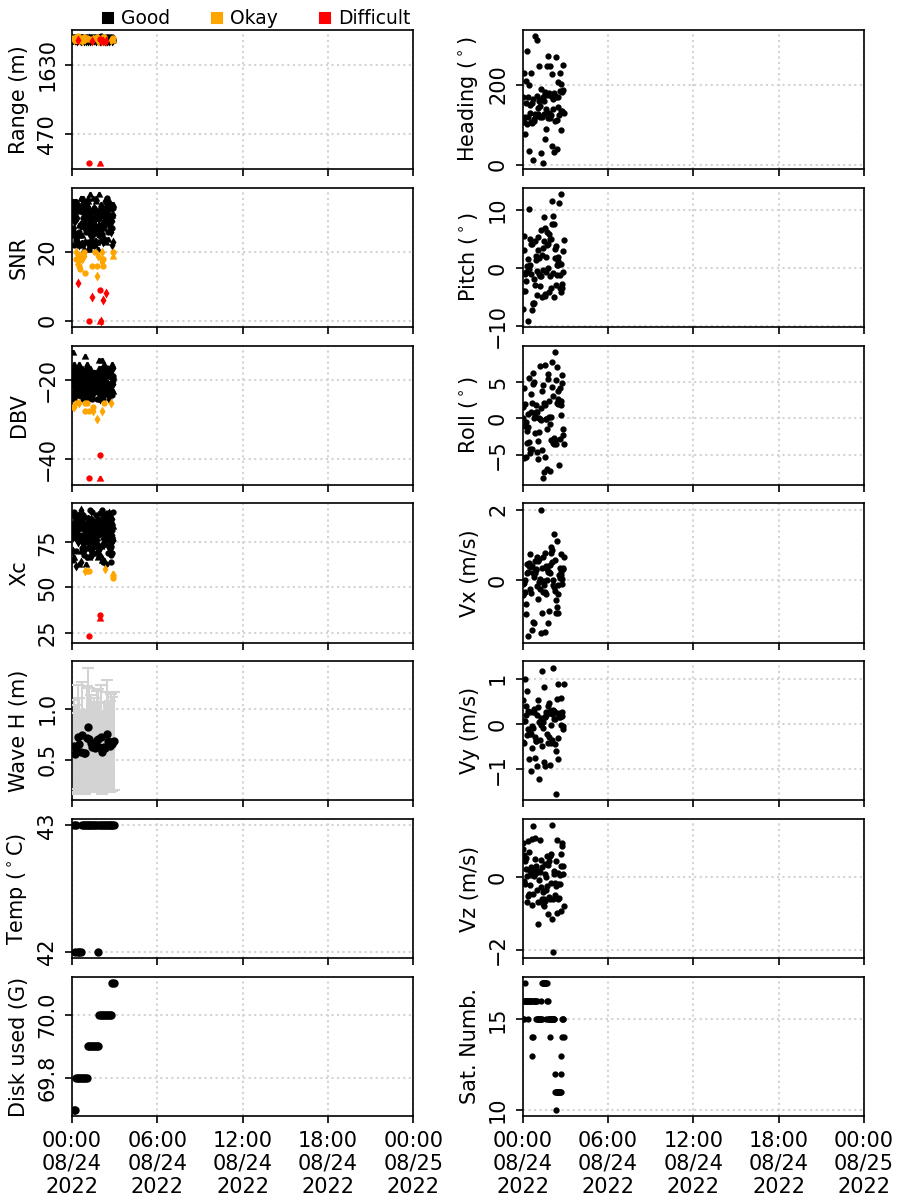 Good Okay Difficult
Range (m)
1630
470
Heading (°)
200
0
SNR
20
0
Pitch (°)
10
0
−10
DBV
−20
−40
Roll (°)
5
0
−5
Xc
75
50
25
Vx (m/s)
2
0
Wave H (m)
1.0
0.5
Vy (m/s)
1
0
−1
Temp (°C)
43
42
Vz (m/s)
0
−2
Disk used (G)
70.0
69.8
Sat. Numb.
15
10
00:00 06:00 12:00 18:00 00:00
08/24 08/24 08/24 08/24 08/25
2022 2022 2022 2022 2022
00:00 06:00 12:00 18:00 00:00
08/24 08/24 08/24 08/24 08/25
2022 2022 2022 2022 2022